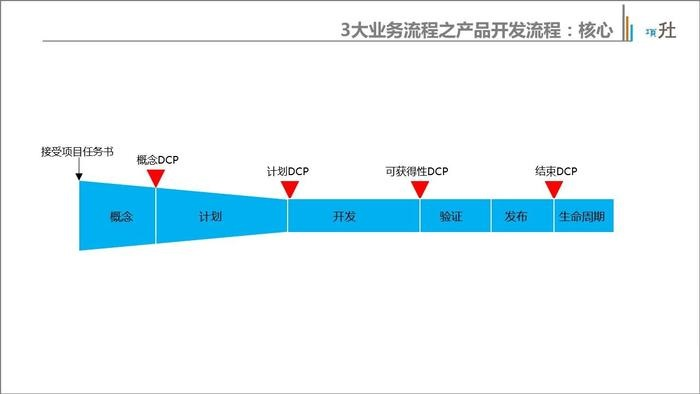 3大业务流程之产品开发流程：核心
項升
接受项目任务书
概念DCP
计划DCP
可获得性DCP
结束DCP
概念
计划
开发
验证
发布
生命周期